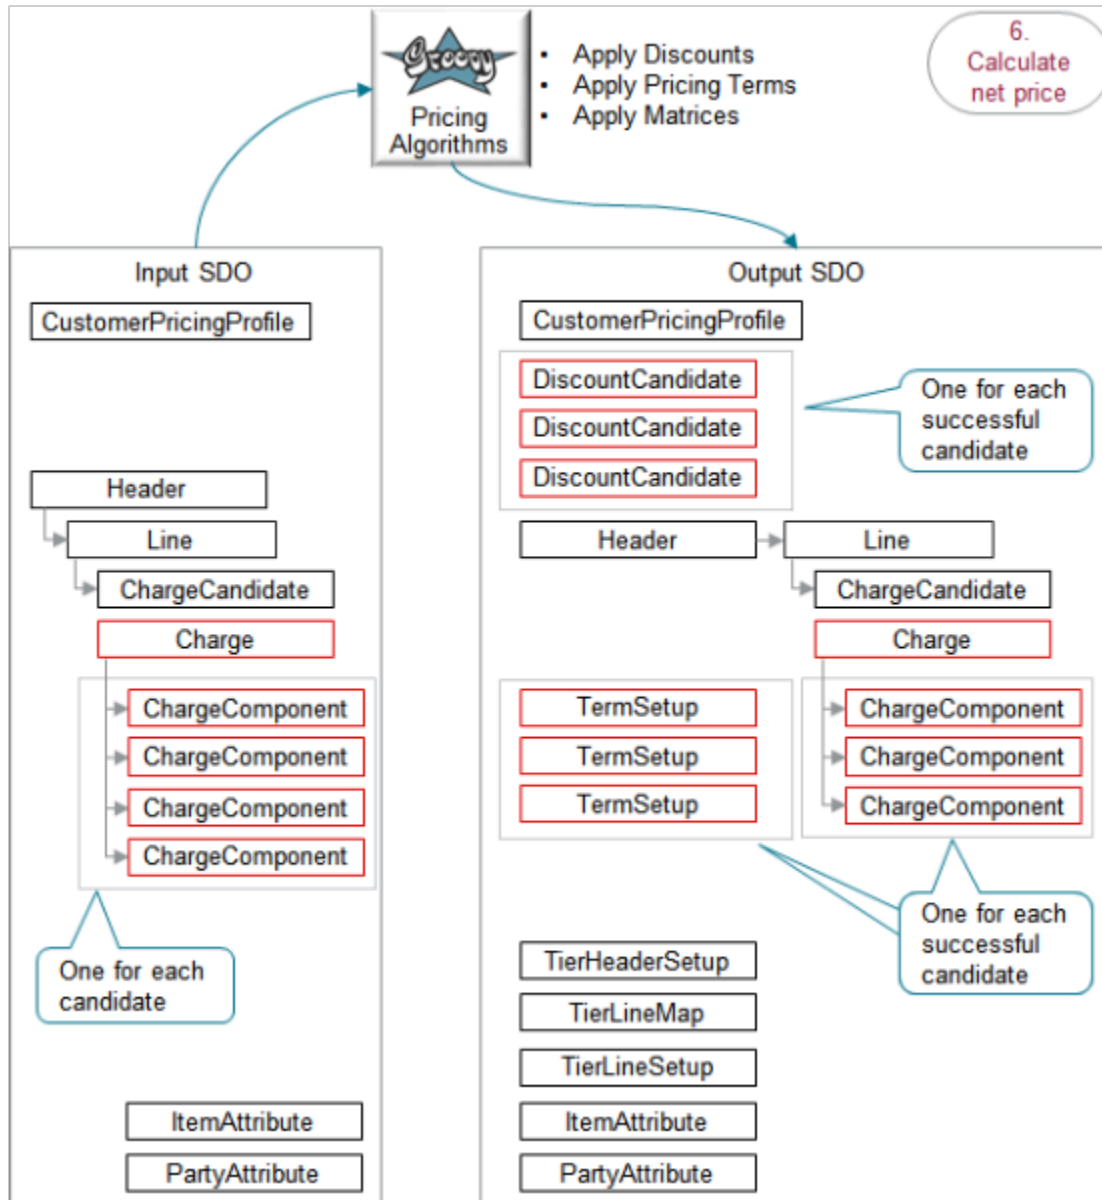 Groovy
Pricing
Algorithms
• Apply Discounts
• Apply Pricing Terms
• Apply Matrices
6.
Calculate
net price
Input SDO
CustomerPricingProfile
Header
Line
ChargeCandidate
Charge
ChargeComponent
ChargeComponent
ChargeComponent
ChargeComponent
One for each
candidate
ItemAttribute
PartyAttribute
Output SDO
CustomerPricingProfile
DiscountCandidate
DiscountCandidate
DiscountCandidate
One for each
successful
candidate
Header
Line
ChargeCandidate
Charge
TermSetup
TermSetup
TermSetup
ChargeComponent
ChargeComponent
ChargeComponent
One for each
successful
candidate
TierHeaderSetup
TierLineMap
TierLineSetup
ItemAttribute
PartyAttribute